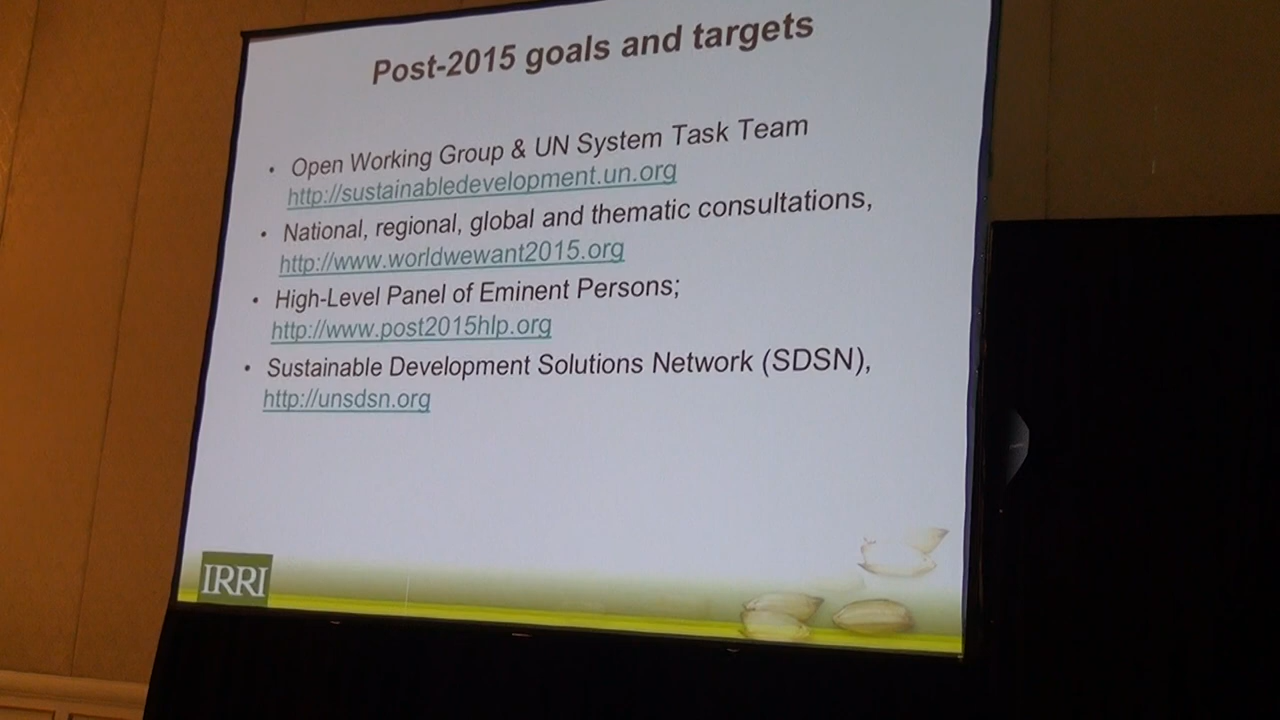 Post-2015 goals and targets
• Open Working Group & UN System Task Team
http://sustainabledevelopment.un.org
• National, regional, global and thematic consultations,
http://www.worldwewant2015.org
• High-Level Panel of Eminent Persons;
http://www.post2015hlp.org
• Sustainable Development Solutions Network (SDSN),
http://unsdsn.org
IRRI